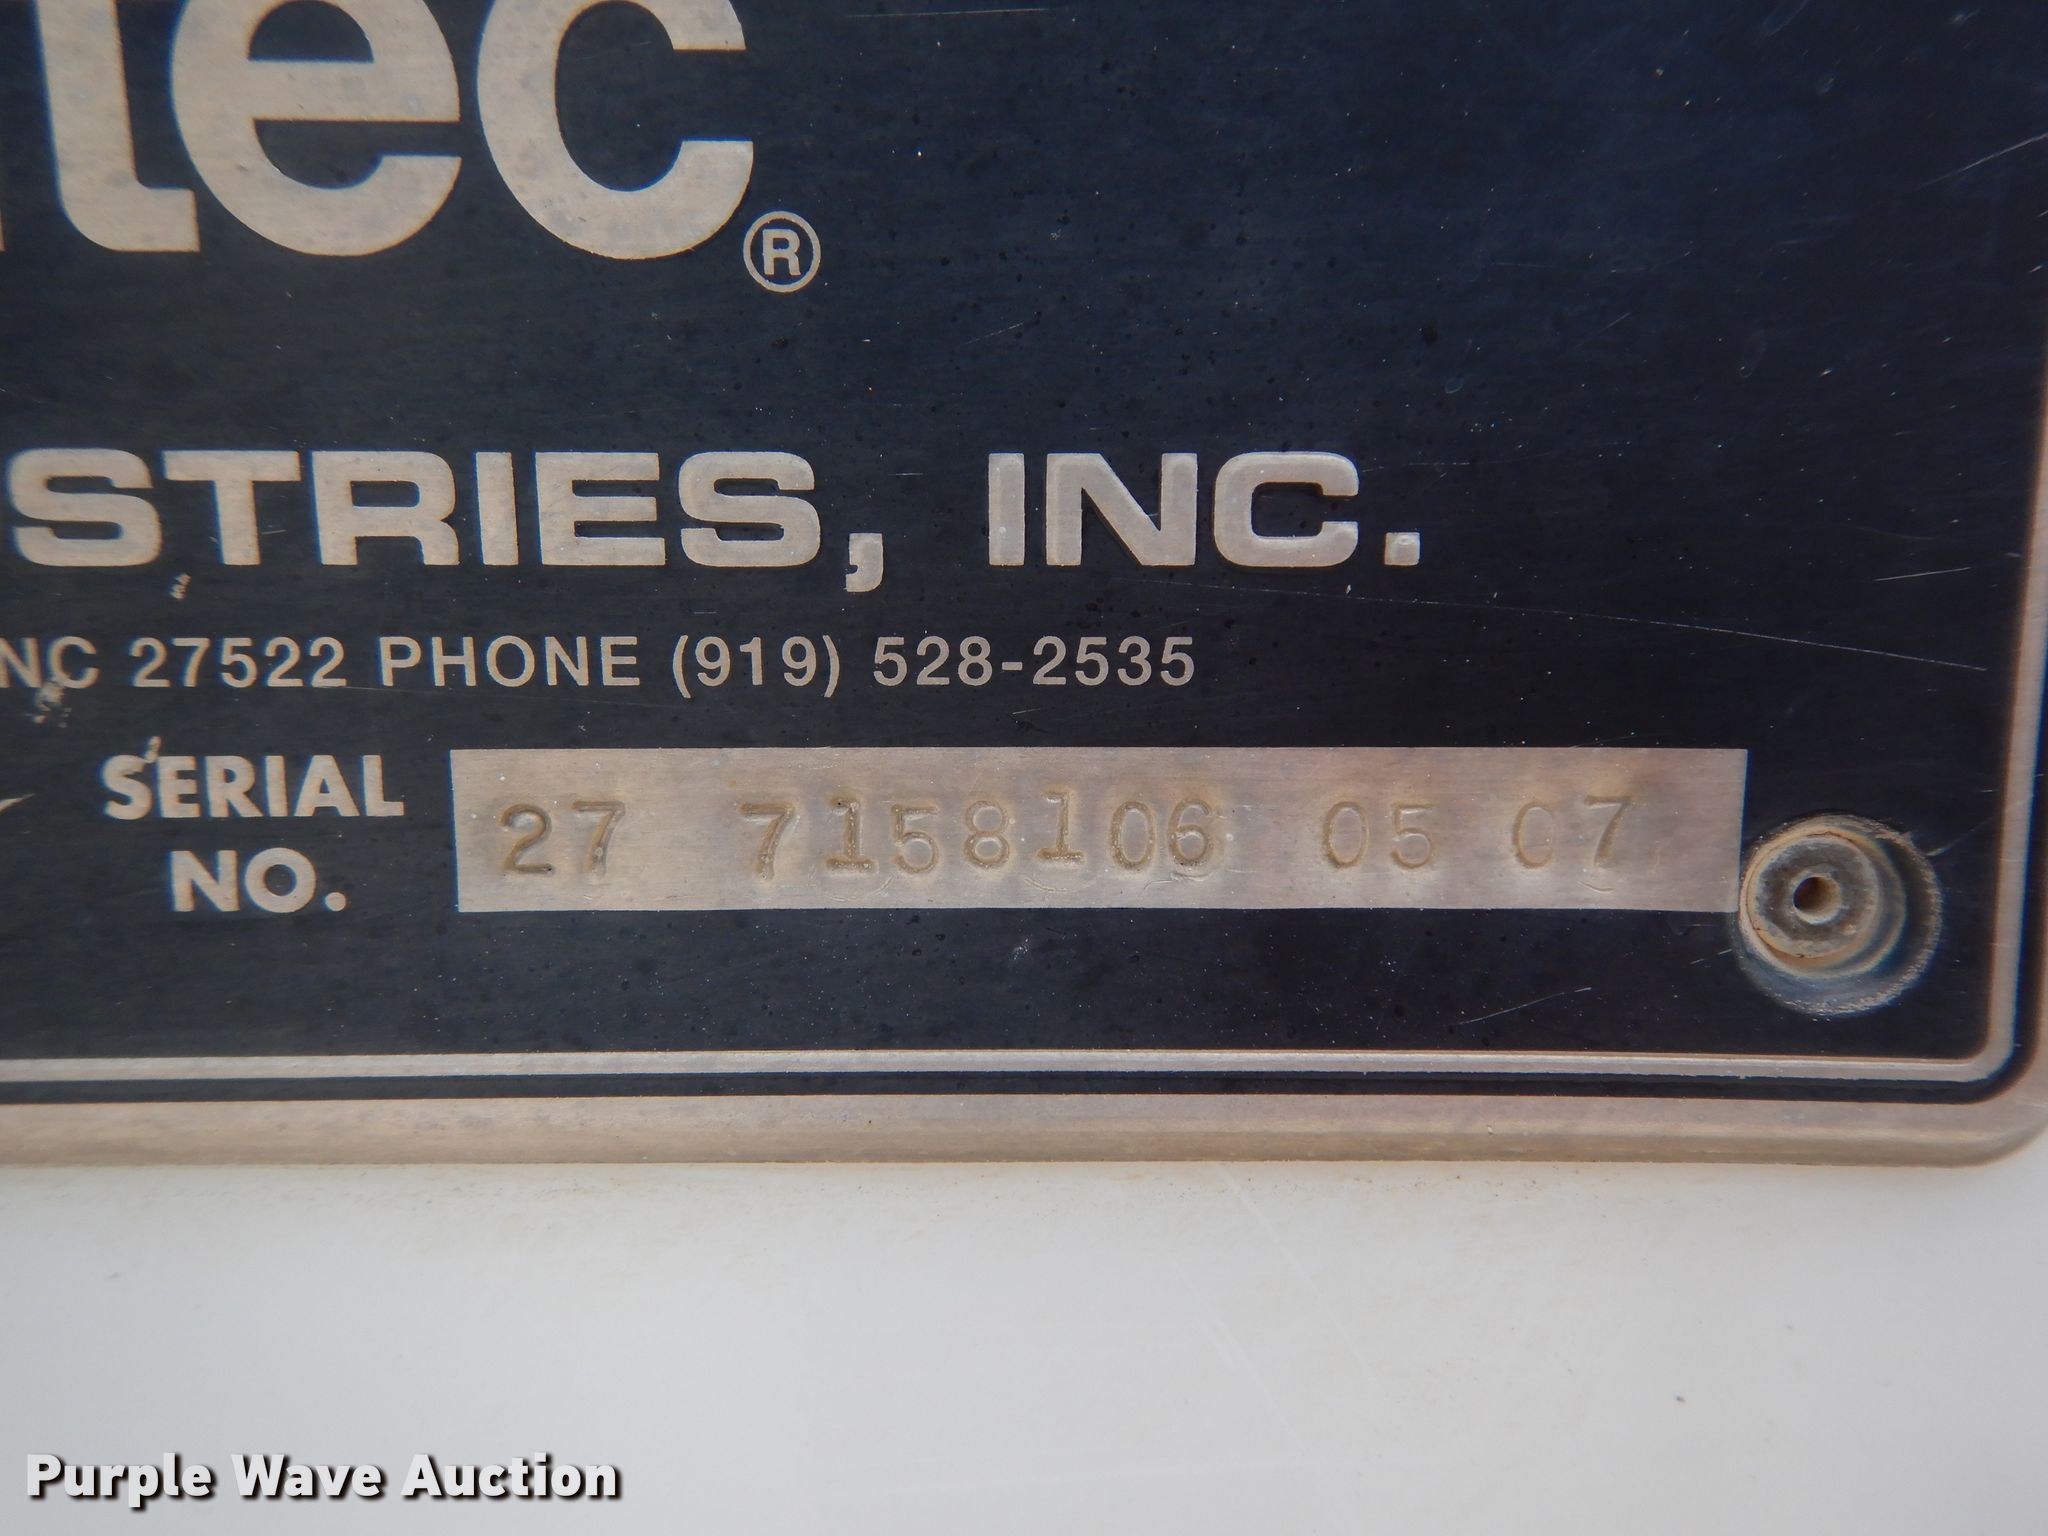 tec®
STRIES, INC.
NC 27522 PHONE (919) 528-2535
SERIAL
NO.
27 7158106 05 07
Purple Wave Auction